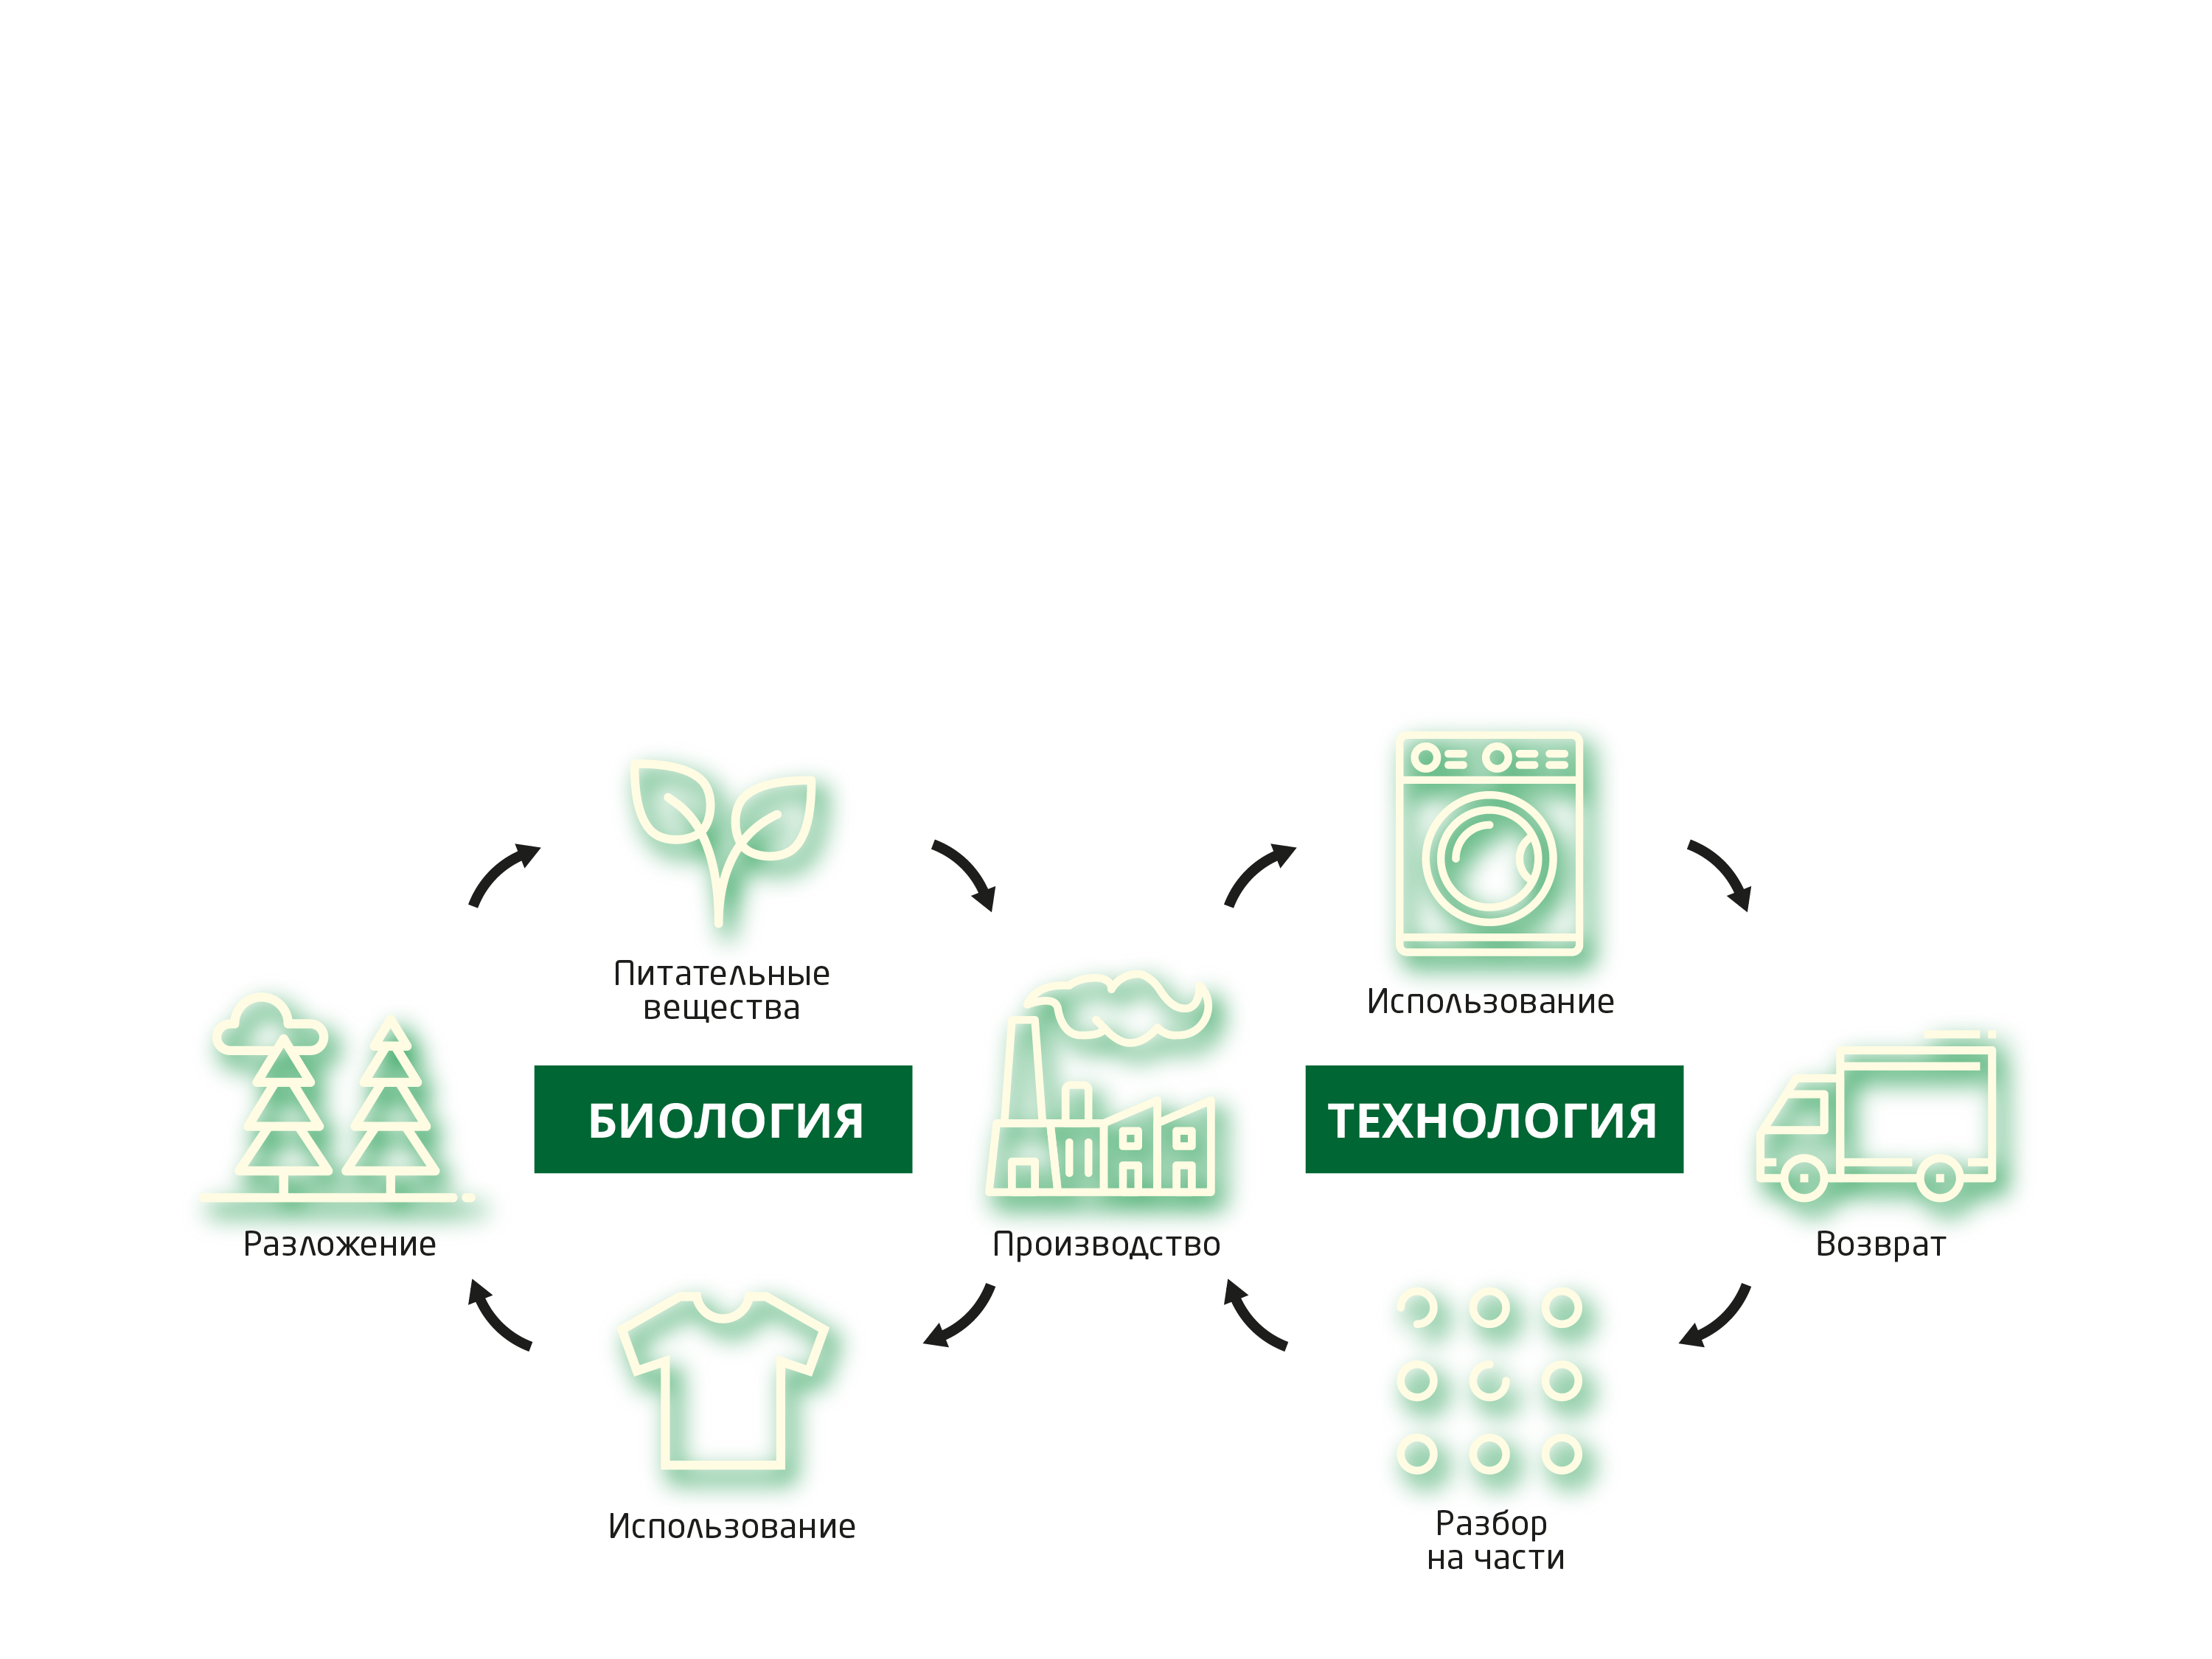 Питательные
вещества
Использование
БИОЛОГИЯ
ТЕХНОЛОГИЯ
Разложение
Производство
Возврат
Использование
Разбор
на части